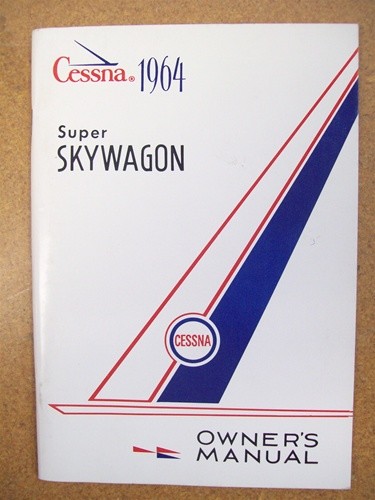 Cessna® 1964
Super
SKYWAGON
CESSNA
OWNER'S
MANUAL